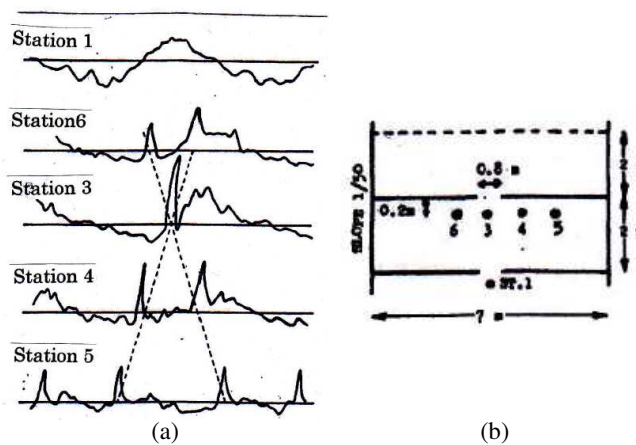 Station 1
Station6
Station 3
Station 4
Station 5
(a)
SLOPE 1/50
0.8 m
0.2m
6 3 4 5
ST.1
7 m
2
2
(b)